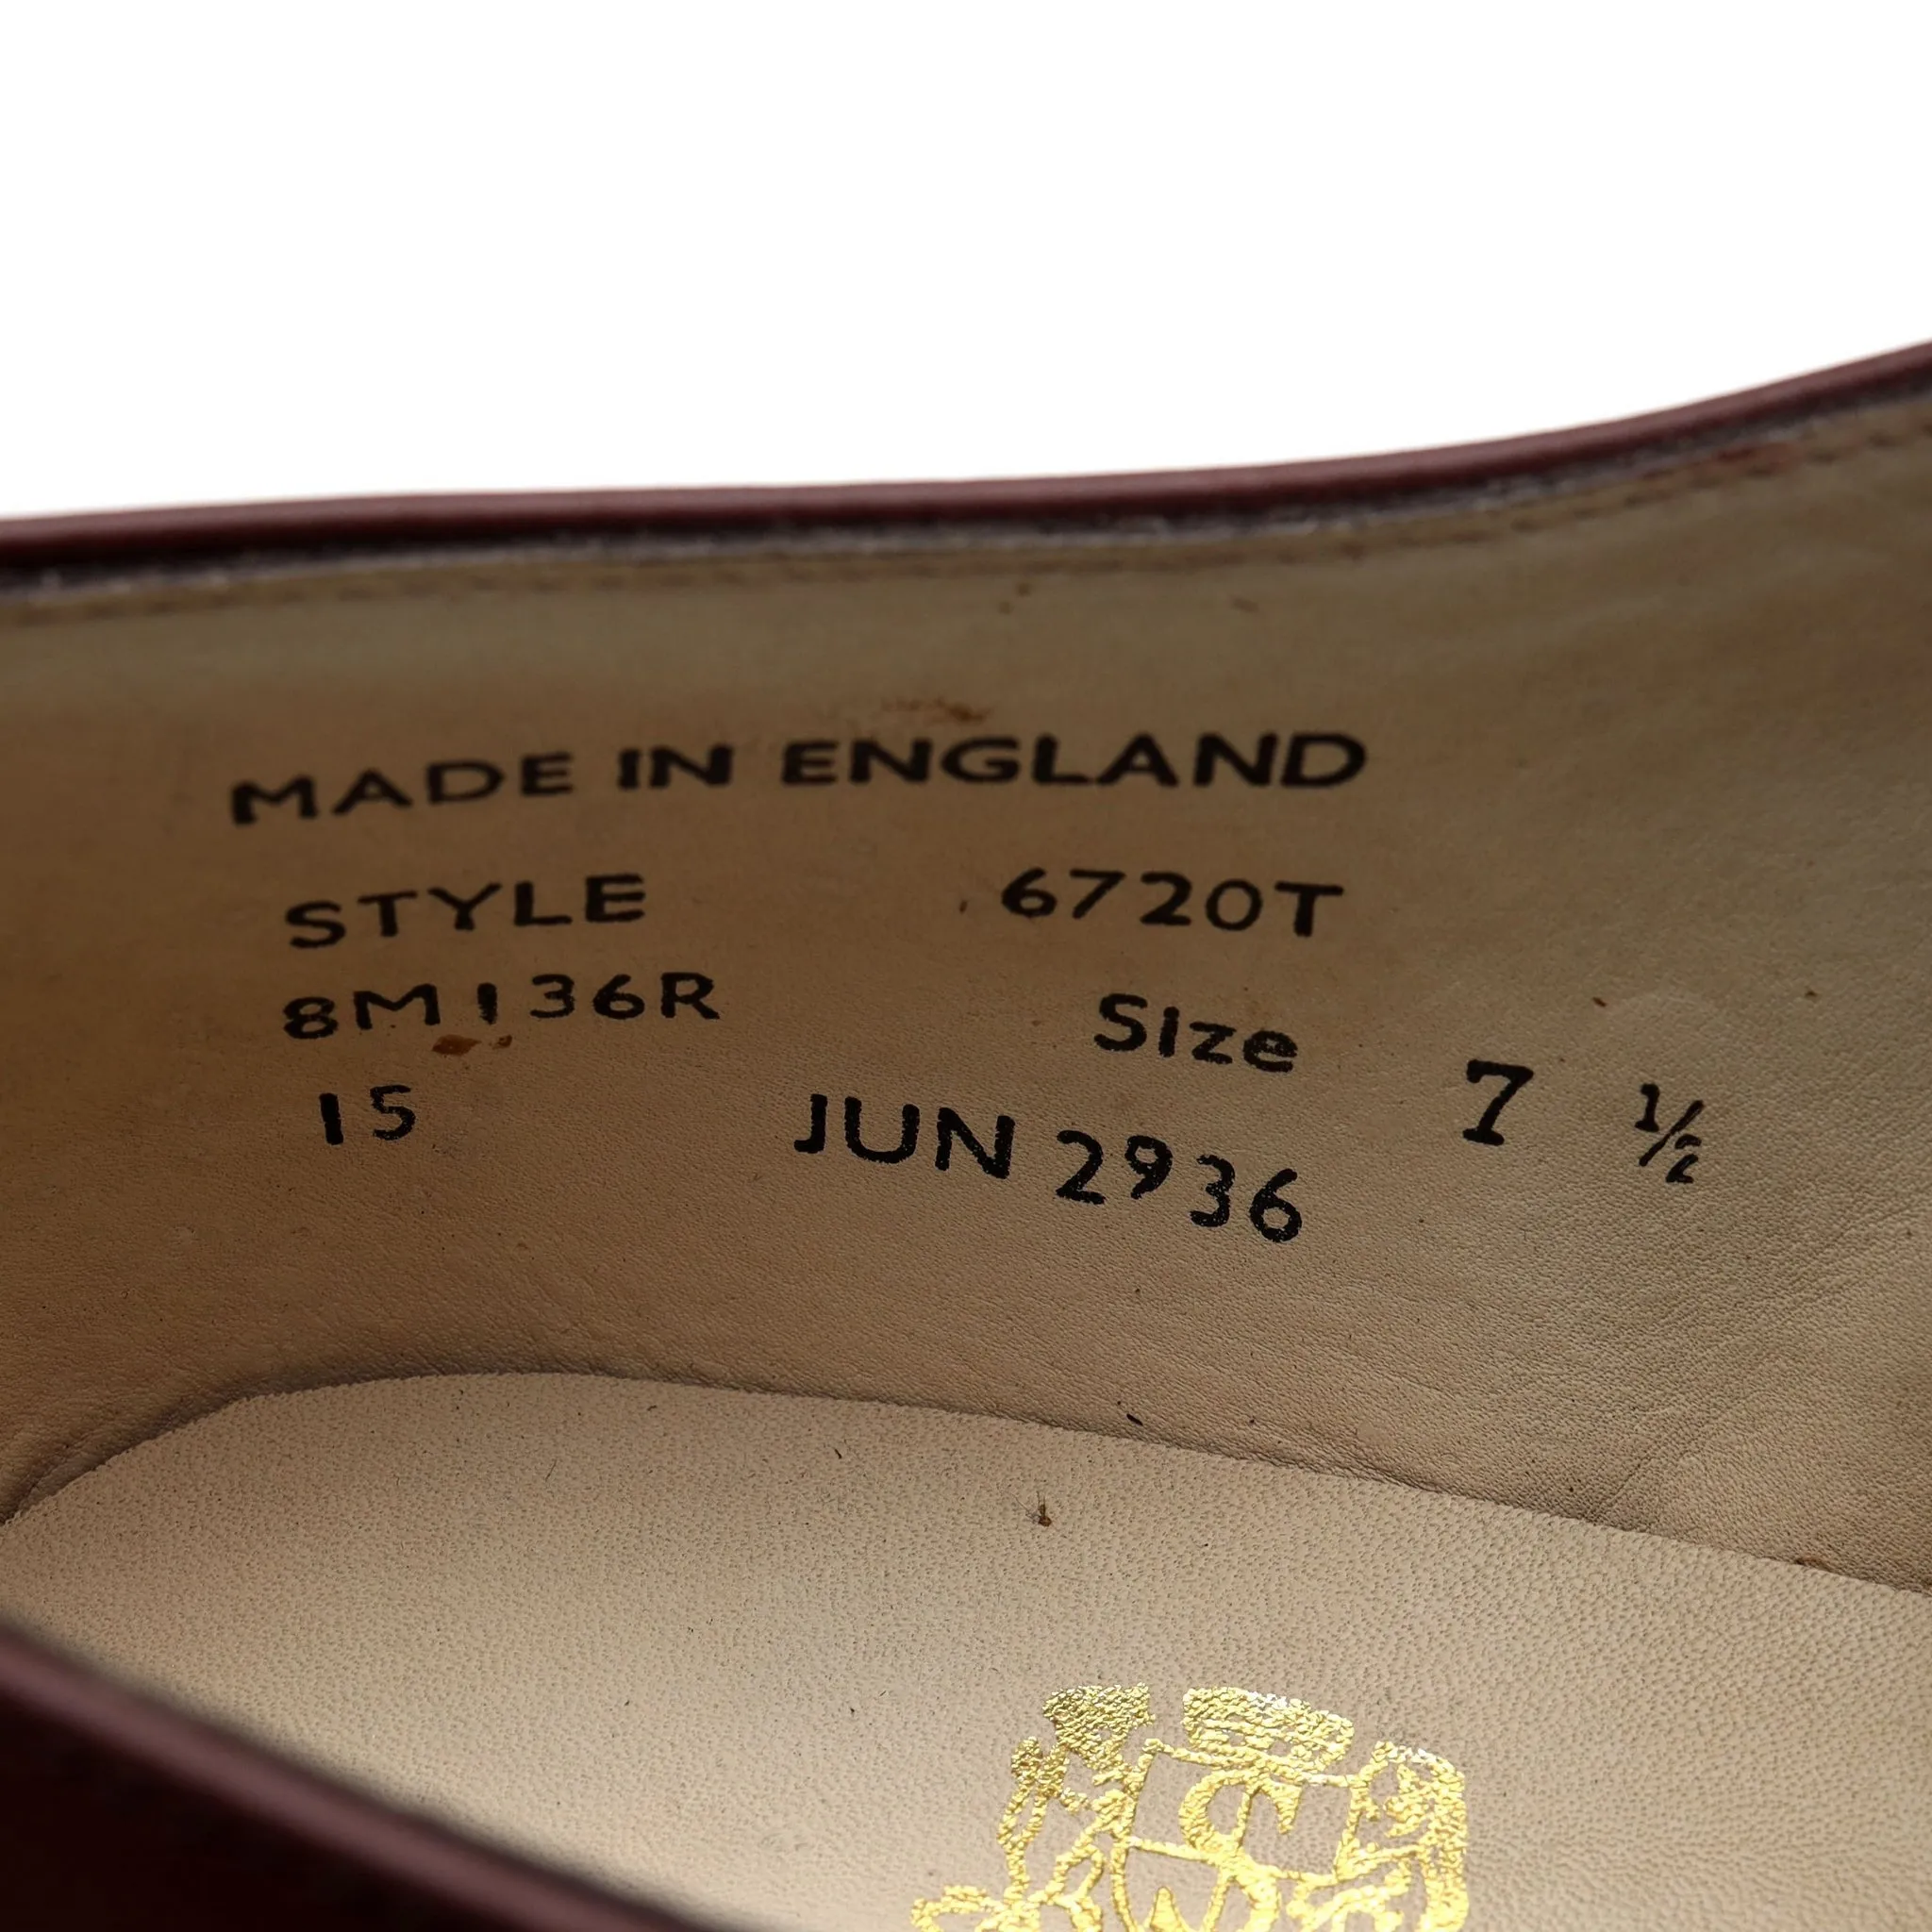 MADE IN ENGLAND
STYLE 6720T
8M136R Size 7 ½
15 JUN 2936